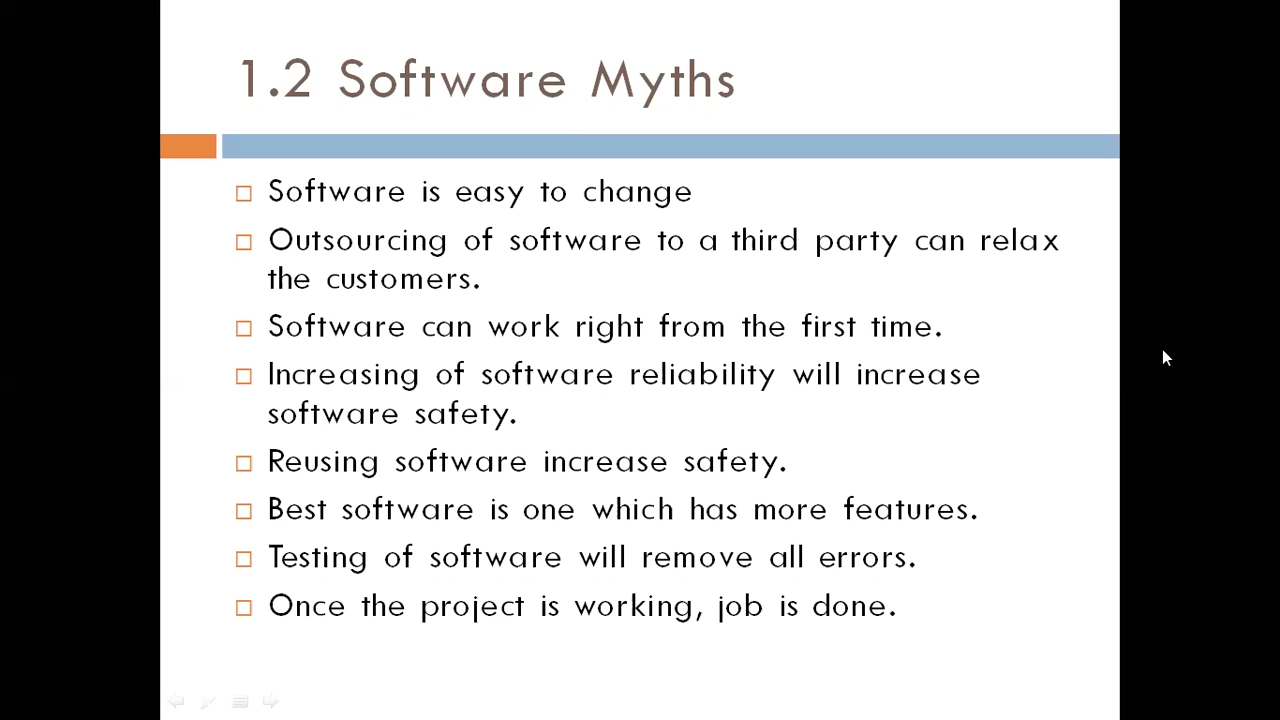 1.2 Software Myths
Software is easy to change
Outsourcing of software to a third party can relax
the customers.
Software can work right from the first time.
Increasing of software reliability will increase
software safety.
Reusing software increase safety.
Best software is one which has more features.
Testing of software will remove all errors.
Once the project is working, job is done.